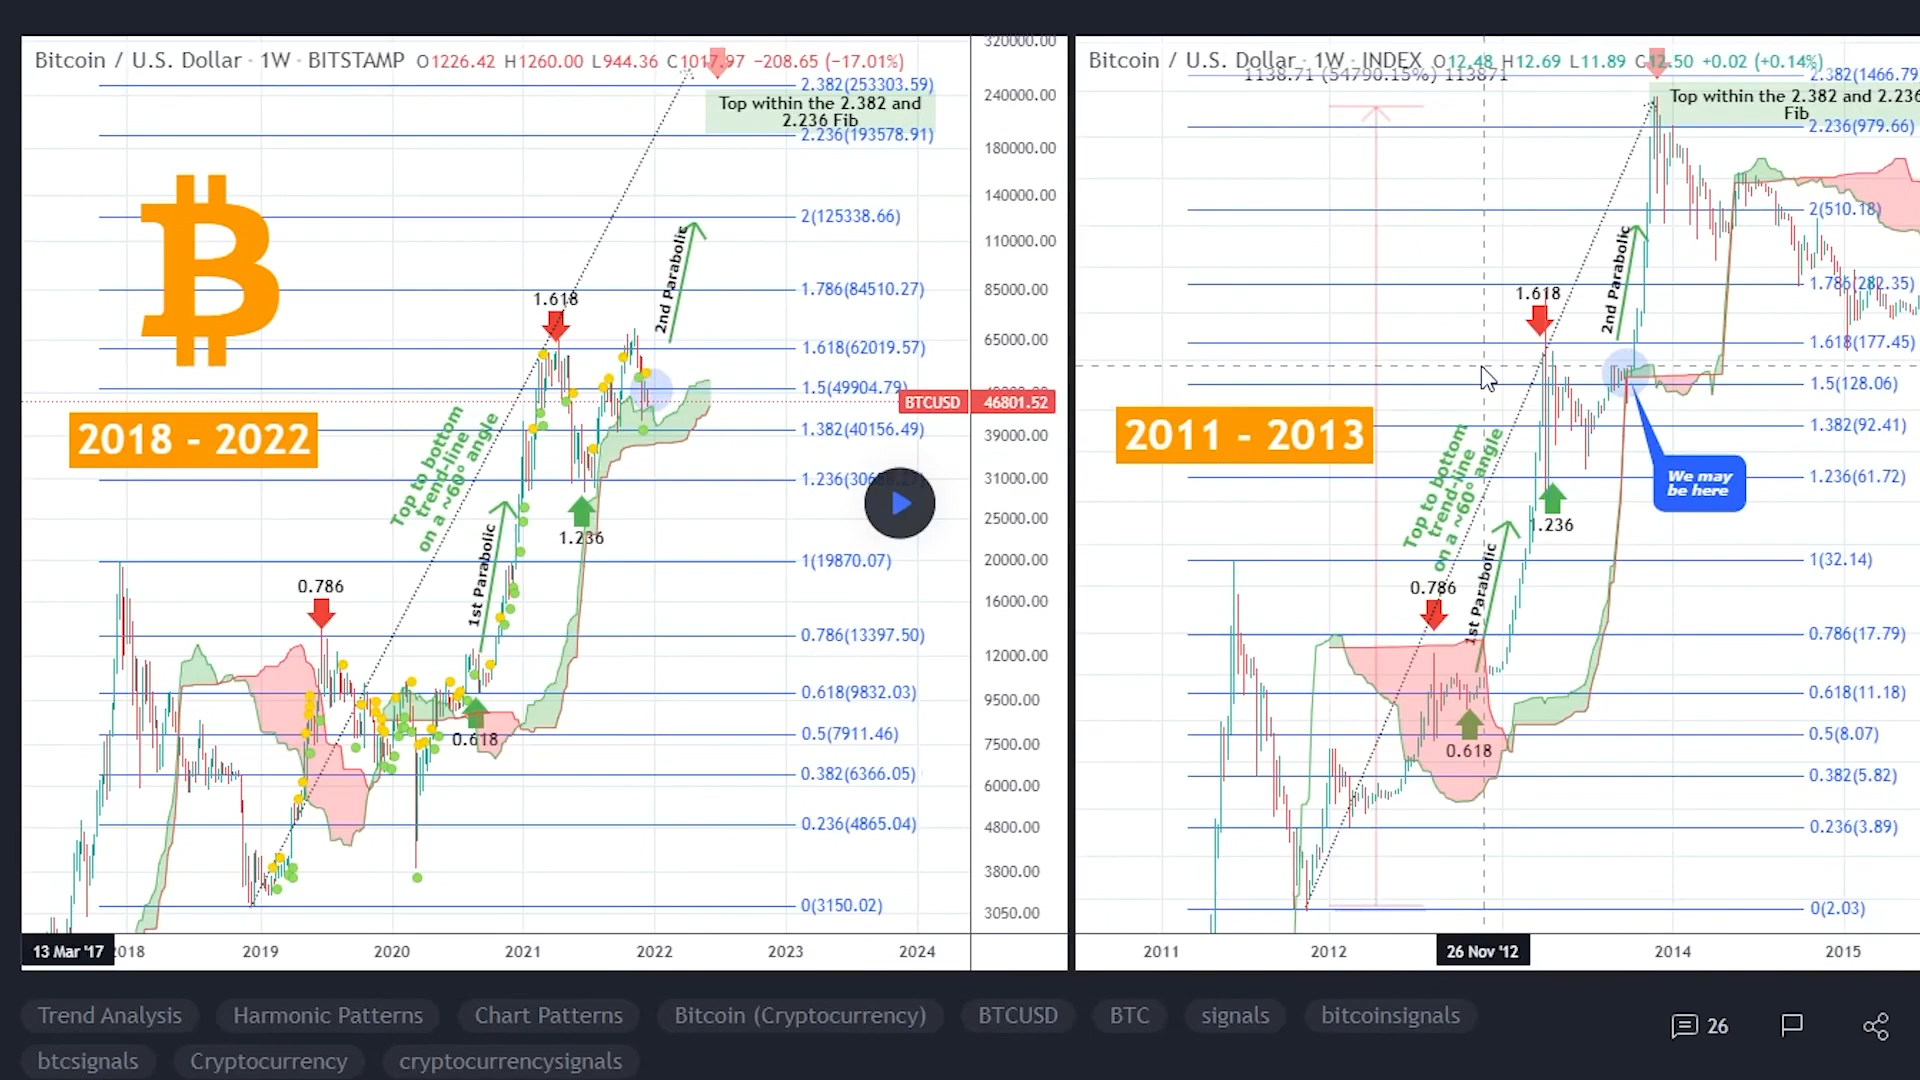 Bitcoin / U.S. Dollar · 1W · BITSTAMP O1226.42 H1260.00 L944.36 C1017.97 −208.65 (−17.01%)
320000.00
2.382(253303.59)
240000.00
Top within the 2.382 and
2.236 Fib
2.236(193578.91)
180000.00
140000.00
2(125338.66)
110000.00
2nd Parabolic
1.786(84510.27)
85000.00
1.618
1.618(62019.57)
65000.00
1.5(49904.79)
BTCUSD 46801.52
2018 - 2022
Top to bottom
trend-line
on a ~60° angle
1.382(40156.49)
39000.00
31000.00
1st Parabolic
25000.00
1.236
1(19870.07)
20000.00
0.786
16000.00
0.786(13397.50)
12000.00
0.618(9832.03)
9500.00
0.618
0.5(7911.46)
7500.00
0.382(6366.05)
6000.00
0.236(4865.04)
4800.00
3800.00
0(3150.02)
3050.00
13 Mar '17 2018 2019 2020 2021 2022 2023 2024
Bitcoin / U.S. Dollar · 1W · INDEX O12.48 H12.69 L11.89 C12.50 +0.02 (+0.14%)
1138.71 (54790.15%) 113871
2.382(1466.79
Top within the 2.382 and 2.236
Fib
2.236(979.66)
2(510.18)
2nd Parabolic
1.786(282.35)
1.618
1.618(177.45)
1.5(128.06)
2011 - 2013
Top to bottom
trend-line
on a ~60° angle
1.382(92.41)
We may
be here
1.236(61.72)
1.236
1st Parabolic
1(32.14)
0.786
0.786(17.79)
0.618(11.18)
0.618
0.5(8.07)
0.382(5.82)
0.236(3.89)
0(2.03)
2011 2012 26 Nov '12 2014 2015
Trend Analysis Harmonic Patterns Chart Patterns Bitcoin (Cryptocurrency) BTCUSD BTC signals bitcoinsignals
26
btcsignals Cryptocurrency cryptocurrencysignals